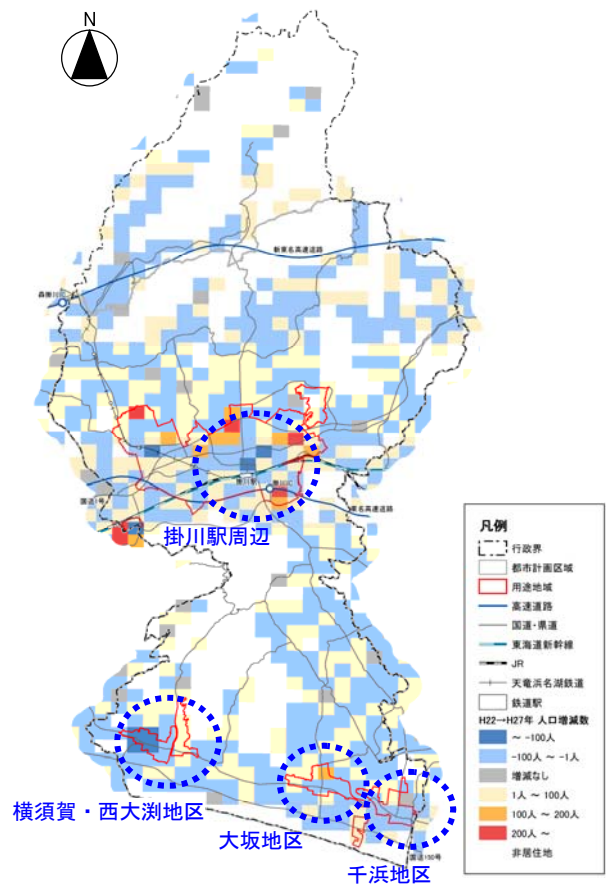 N
新東名高速道路
森掛川IC
掛川駅
掛川IC
国道1号
東名高速道路
掛川駅周辺
横須賀・西大渕地区
大坂地区
千浜地区
国道150号
凡例
行政界
都市計画区域
用途地域
高速道路
国道・県道
東海道新幹線
JR
天竜浜名湖鉄道
鉄道駅
H22→H27年 人口増減数
～ -100人
-100人 ～ -1人
増減なし
1人 ～ 100人
100人 ～ 200人
200人 ～
非居住地